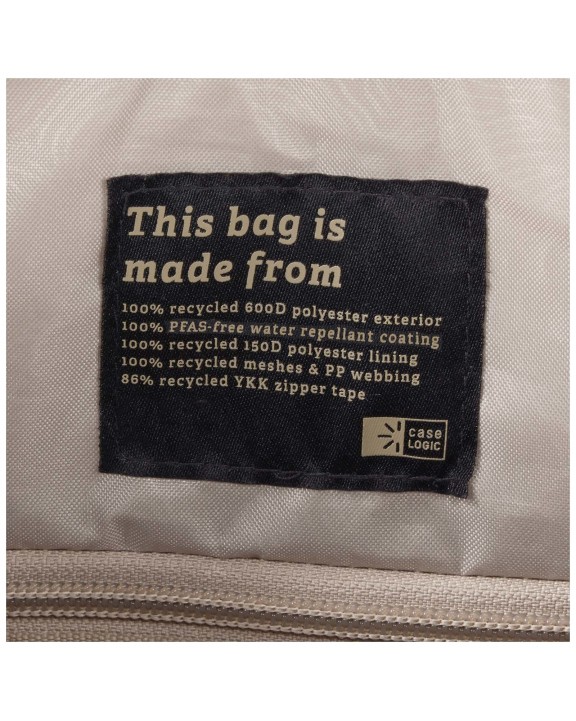 This bag is
made from
100% recycled 600D polyester exterior
100% PFAS-free water repellant coating
100% recycled 150D polyester lining
100% recycled meshes & PP webbing
86% recycled YKK zipper tape
case
LOGIC